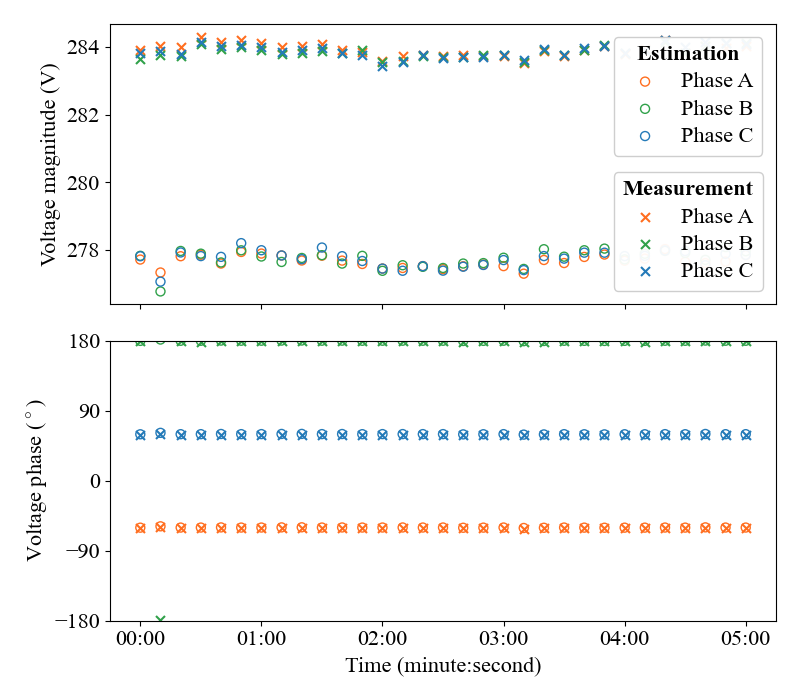 284
282
280
278
Voltage magnitude (V)
Estimation
Phase A
Phase B
Phase C
Measurement
Phase A
Phase B
Phase C
180
90
0
−90
−180
Voltage phase (°)
00:00 01:00 02:00 03:00 04:00 05:00
Time (minute:second)